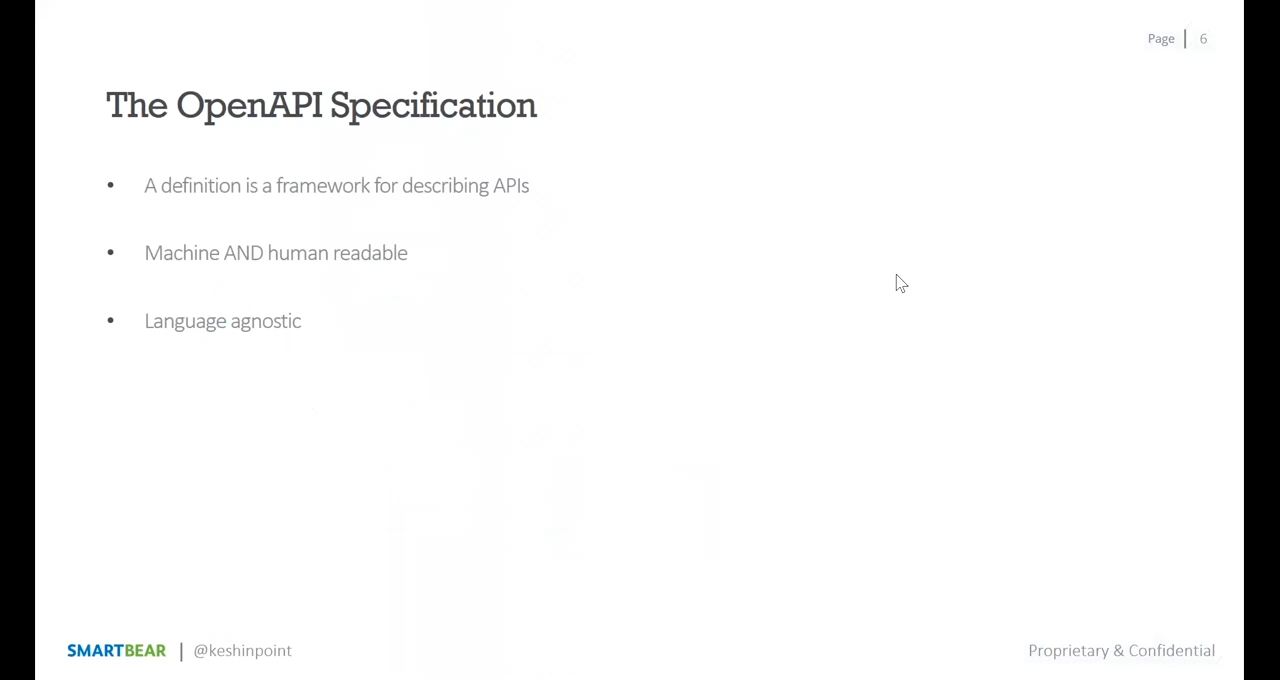 Page | 6
The OpenAPI Specification
• A definition is a framework for describing APIs
• Machine AND human readable
• Language agnostic
SMARTBEAR | @keshinpoint
Proprietary & Confidential